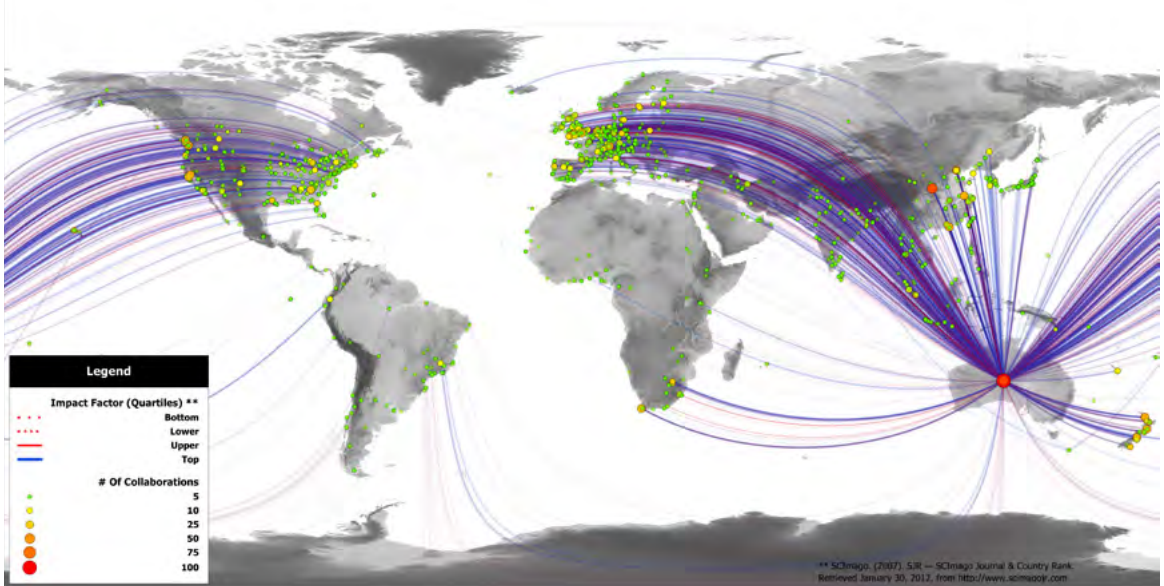 Legend
Impact Factor (Quartiles) **
Bottom
Lower
Upper
Top
# Of Collaborations
5
10
25
50
75
100
** SCImago. (2007). SJR — SCImago Journal & Country Rank.
Retrieved January 30, 2012, from http://www.scimagojr.com